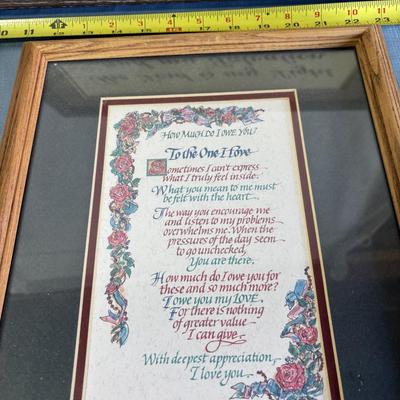 How Much Do I Owe You?
To the One I Love
Sometimes I can't express
what I truly feel inside.
What you mean to me must
be felt with the heart.
The way you encourage me
and listen to my problems
overwhelms me. When the
pressures of the day seem
to go unchecked,
You are there.
How much do I owe you for
these and so much more?
I owe you my LOVE.
For there is nothing
of greater value
I can give.
With deepest appreciation,
I love you